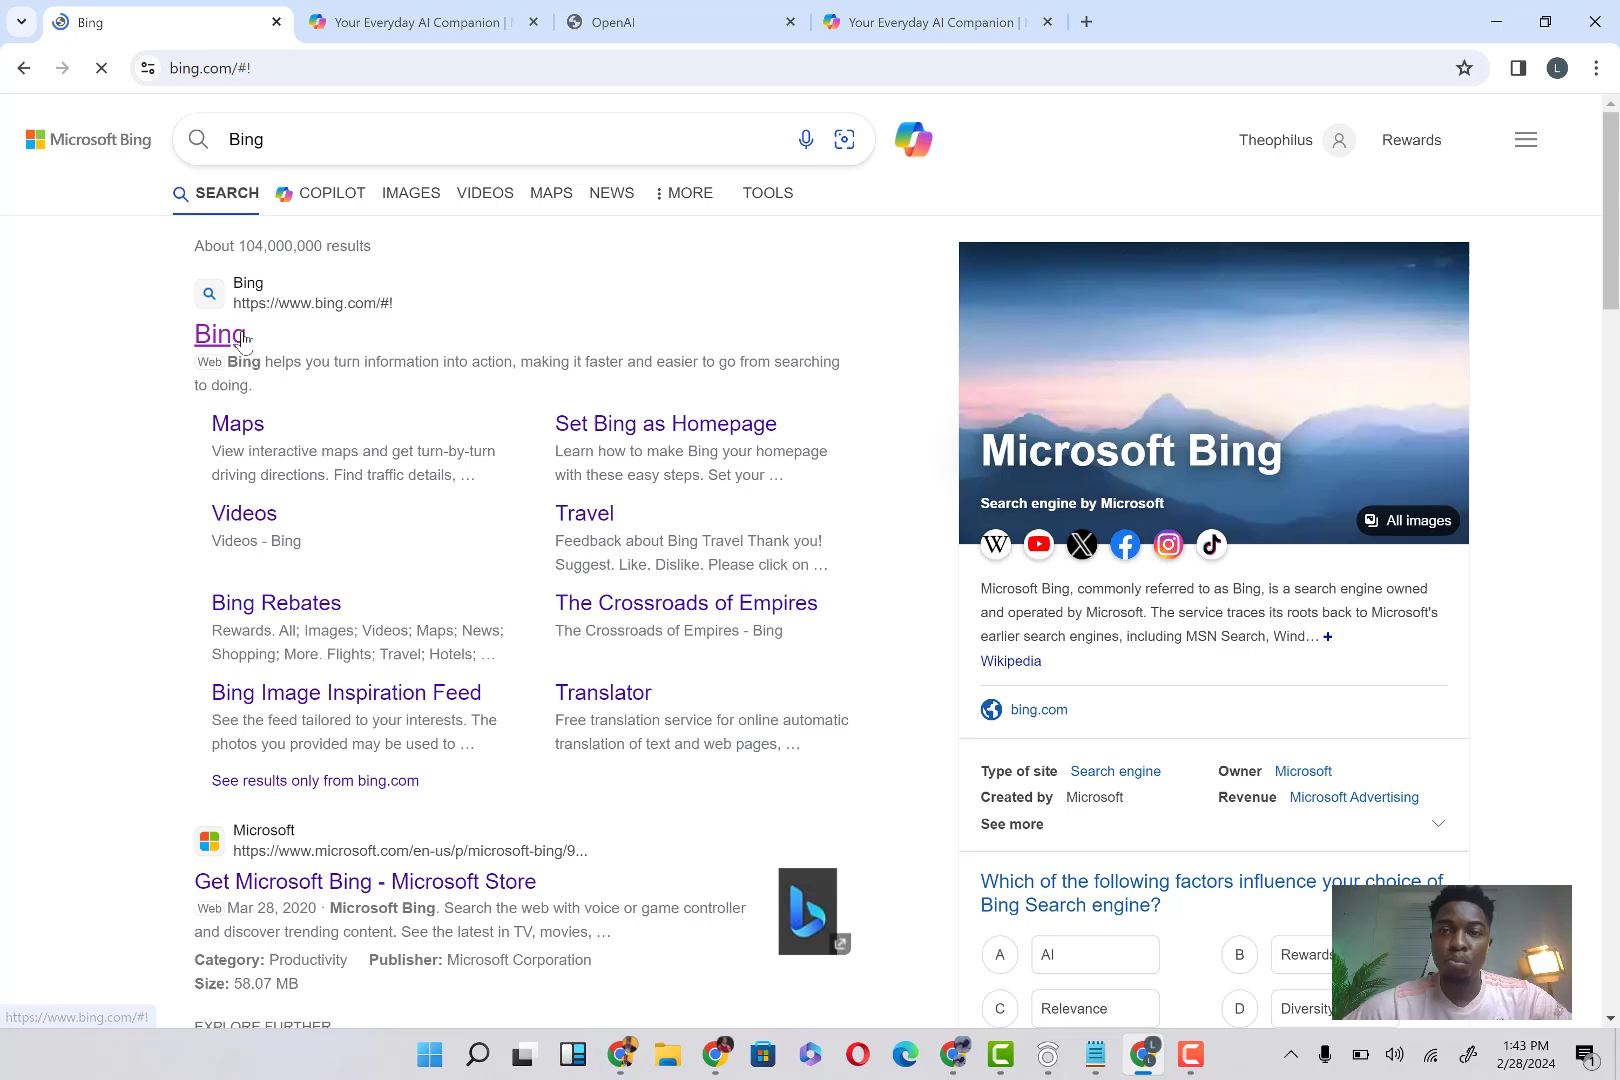 Bing
Your Everyday AI Companion |
OpenAI
Your Everyday AI Companion |
bing.com/#!
L
Microsoft Bing
Bing
Theophilus
Rewards
SEARCH
COPILOT
IMAGES
VIDEOS
MAPS
NEWS
MORE
TOOLS
About 104,000,000 results
Bing
https://www.bing.com/#!
Bing
Web Bing helps you turn information into action, making it faster and easier to go from searching
to doing.
Maps
View interactive maps and get turn-by-turn
driving directions. Find traffic details, …
Set Bing as Homepage
Learn how to make Bing your homepage
with these easy steps. Set your …
Videos
Videos - Bing
Travel
Feedback about Bing Travel Thank you!
Suggest. Like. Dislike. Please click on …
Bing Rebates
Rewards. All; Images; Videos; Maps; News;
Shopping; More. Flights; Travel; Hotels; …
The Crossroads of Empires
The Crossroads of Empires - Bing
Bing Image Inspiration Feed
See the feed tailored to your interests. The
photos you provided may be used to …
Translator
Free translation service for online automatic
translation of text and web pages, …
See results only from bing.com
Microsoft
https://www.microsoft.com/en-us/p/microsoft-bing/9...
Get Microsoft Bing - Microsoft Store
Web Mar 28, 2020 · Microsoft Bing. Search the web with voice or game controller
and discover trending content. See the latest in TV, movies, …
Category: Productivity Publisher: Microsoft Corporation
Size: 58.07 MB
EXPLORE FURTHER
Microsoft Bing
Search engine by Microsoft
All images
W
Microsoft Bing, commonly referred to as Bing, is a search engine owned
and operated by Microsoft. The service traces its roots back to Microsoft's
earlier search engines, including MSN Search, Wind… +
Wikipedia
bing.com
Type of site Search engine
Owner Microsoft
Created by Microsoft
Revenue Microsoft Advertising
See more
Which of the following factors influence your choice of
Bing Search engine?
A AI
B Rewards
C Relevance
D Diversity
https://www.bing.com/#!
L
1:43 PM
2/28/2024
1